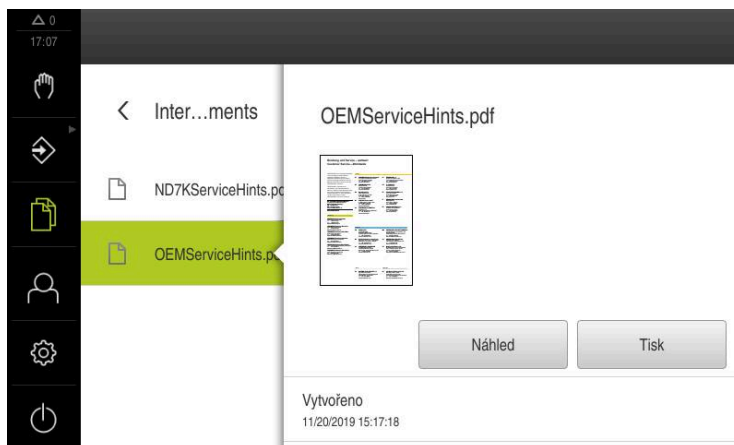 0
17:07
Inter...ments
ND7KServiceHints.pd
OEMServiceHints.pd
OEMServiceHints.pdf
Náhled
Tisk
Vytvořeno
11/20/2019 15:17:18